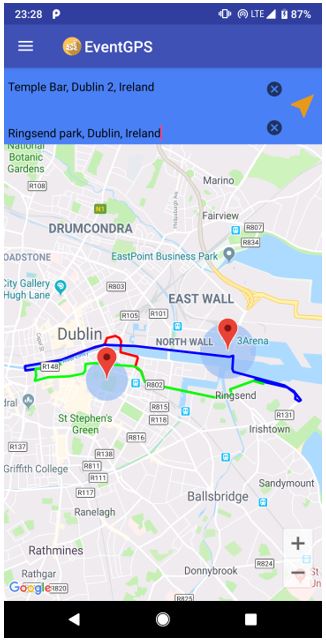 23:28
LTE
87%
EventGPS
Temple Bar, Dublin 2, Ireland
Ringsend park, Dublin, Ireland
National
Botanic
Gardens
R108
Marino
N1
Fairview
DRUMCONDRA
R807
R834
EastPoint Business Park
R803
City Gallery
Hugh Lane
EAST WALL
R105
R101
Dublin
NORTH WALL
3Arena
R148
R802
Ringsend
R815
R118
R131
St Stephen's
Green
R816
Irishtown
R137
R138
R811
Griffith College
R111
Sandymount
R117
Ballsbridge
Ranelagh
Rathmines
Donnybrook
R824
Rathgar
Google
R820
R825